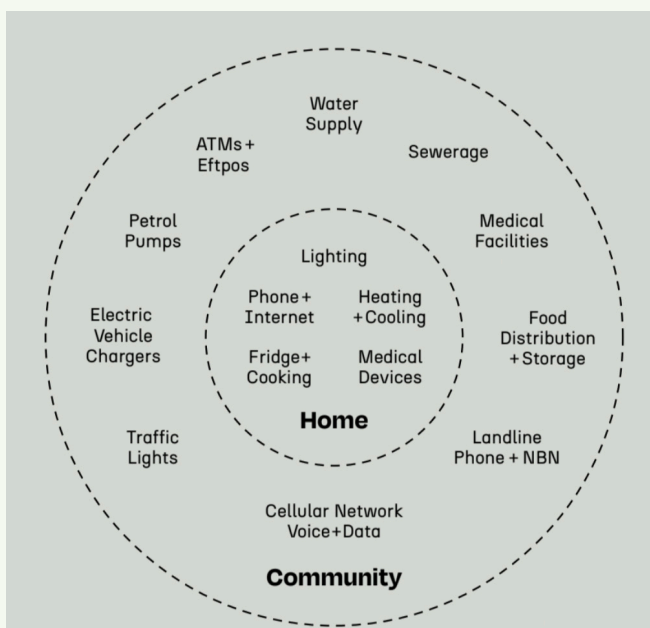 Water
Supply
ATMs+
Eftpos
Sewerage
Petrol
Pumps
Medical
Facilities
Lighting
Phone+
Internet
Heating
+Cooling
Electric
Vehicle
Chargers
Food
Distribution
+Storage
Fridge+
Cooking
Medical
Devices
Home
Traffic
Lights
Landline
Phone + NBN
Cellular Network
Voice+Data
Community